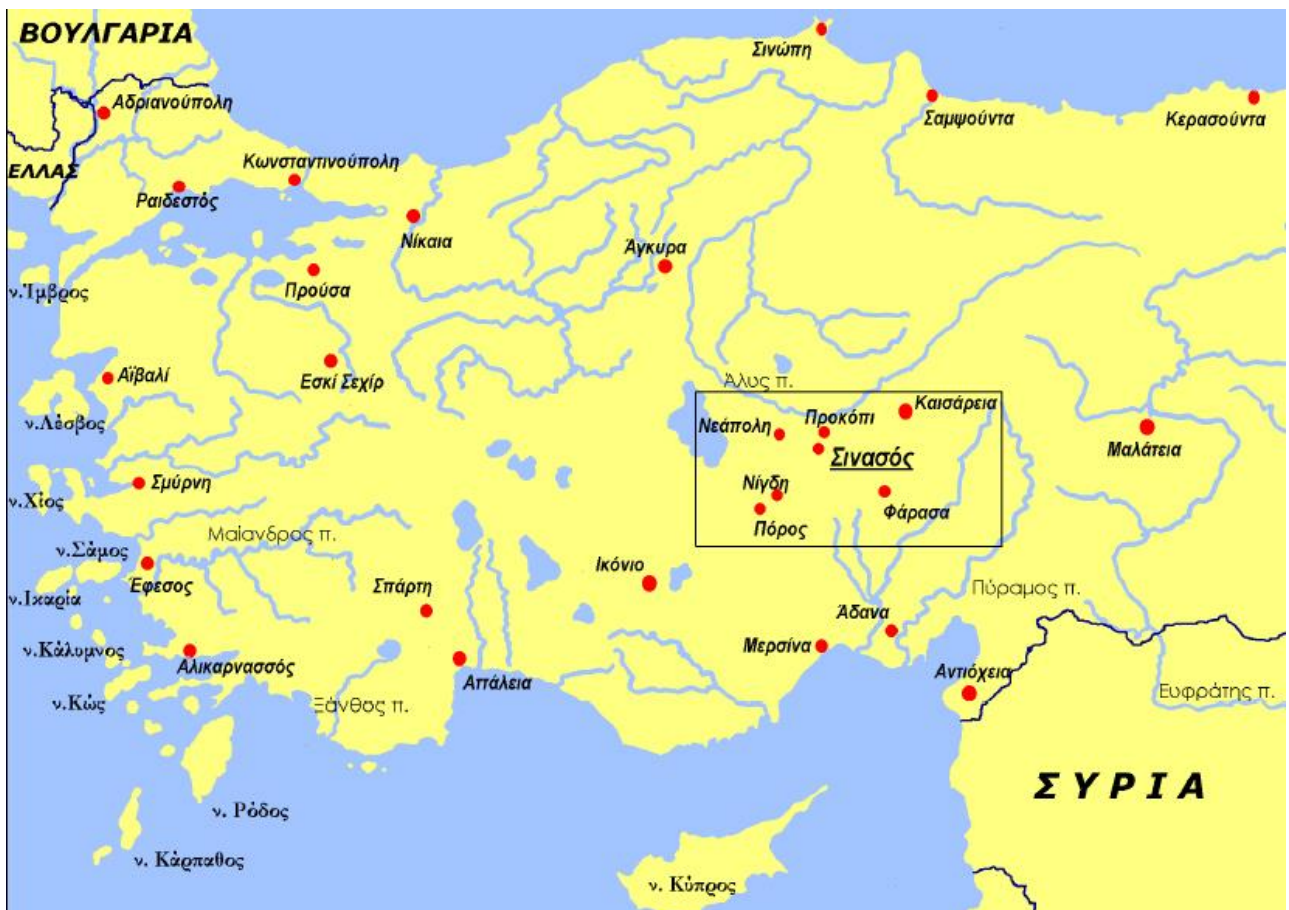 ΒΟΥΛΓΑΡΙΑ
Σινώπη
Αδριανούπολη
Σαμψούντα
Κερασούντα
Κωνσταντινούπολη
ΕΛΛΑΣ
Ραιδεστός
Νίκαια
Άγκυρα
ν.Ίμβρος
Προύσα
Αϊβαλί
Εσκί Σεχίρ
Άλυς π.
Καισάρεια
ν.Λέσβος
Νεάπολη
Προκόπι
Σινασός
Μαλάτεια
Σμύρνη
Νίγδη
ν.Χίος
Φάρασα
Πόρος
Μαίανδρος π.
ν.Σάμος
Έφεσος
Ικόνιο
Σπάρτη
Πύραμος π.
ν.Ικαρία
Άδανα
ν.Κάλυμνος
Αλικαρνασσός
Μερσίνα
Αττάλεια
Αντιόχεια
Ευφράτης π.
ν.Κώς
Ξάνθος π.
ΣΥΡΙΑ
ν. Ρόδος
ν. Κάρπαθος
ν. Κύπρος